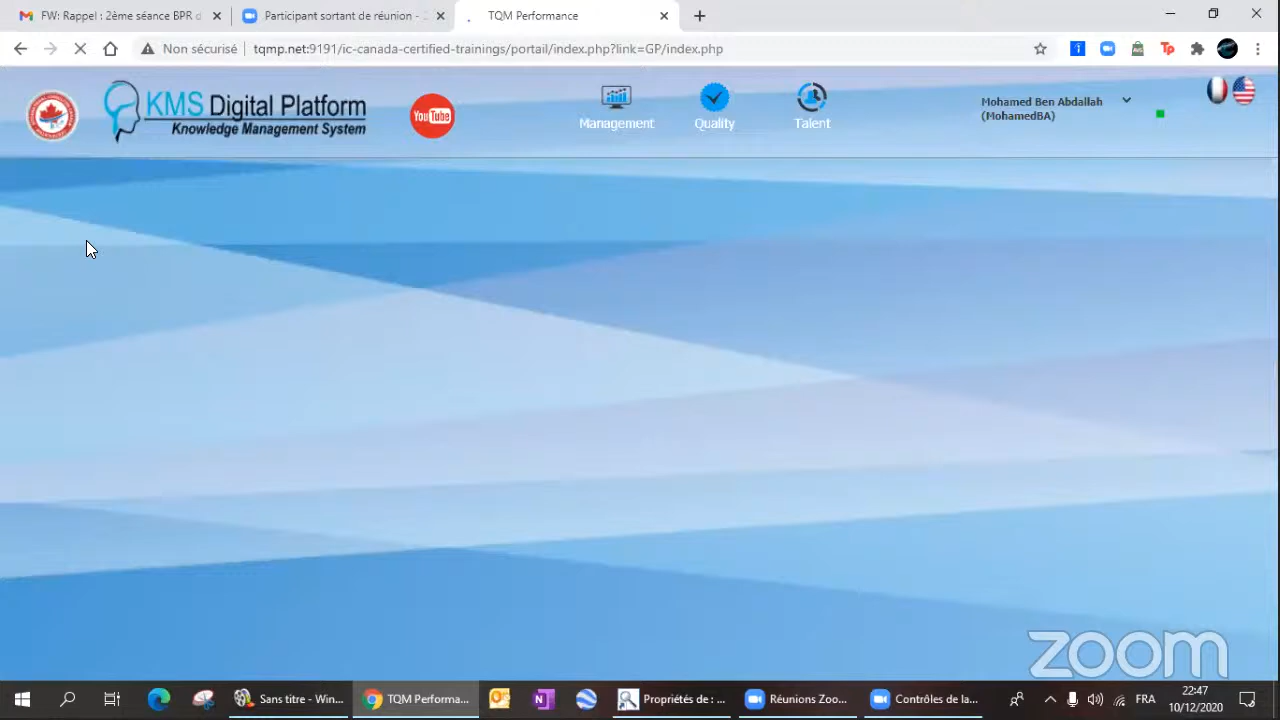 FW: Rappel : 2ème séance BPR d
Participant sortant de réunion - Z
TQM Performance
Non sécurisé
tqmp.net:9191/ic-canada-certified-trainings/portal/index.php?link=GP/index.php
KMS Digital Platform
Knowledge Management System
YouTube
Management
Quality
Talent
Mohamed Ben Abdallah
(MohamedBA)
zoom
Sans titre - Win...
TQM Performa...
Propriétés de : ...
Réunions Zoo...
Contrôles de la...
FRA
22:47
10/12/2020